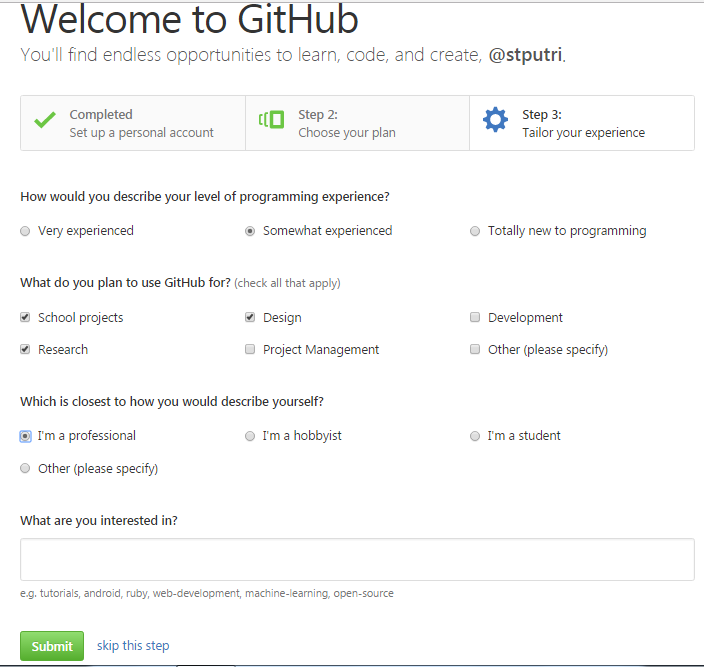 Welcome to GitHub
You'll find endless opportunities to learn, code, and create, @stputri.
Completed
Set up a personal account
Step 2:
Choose your plan
Step 3:
Tailor your experience
How would you describe your level of programming experience?
Very experienced Somewhat experienced Totally new to programming
What do you plan to use GitHub for? (check all that apply)
School projects Design Development
Research Project Management Other (please specify)
Which is closest to how you would describe yourself?
I'm a professional I'm a hobbyist I'm a student
Other (please specify)
What are you interested in?
e.g. tutorials, android, ruby, web-development, machine-learning, open-source
Submit skip this step